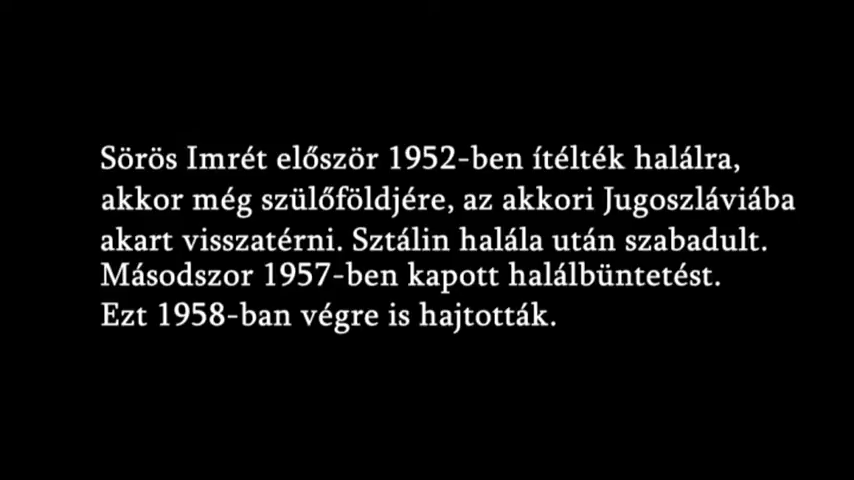 Sörös Imrét először 1952-ben ítélték halálra,
akkor még szülőföldjére, az akkori Jugoszláviába
akart visszatérni. Sztálin halála után szabadult.
Másodszor 1957-ben kapott halálbüntetést.
Ezt 1958-ban végre is hajtották.